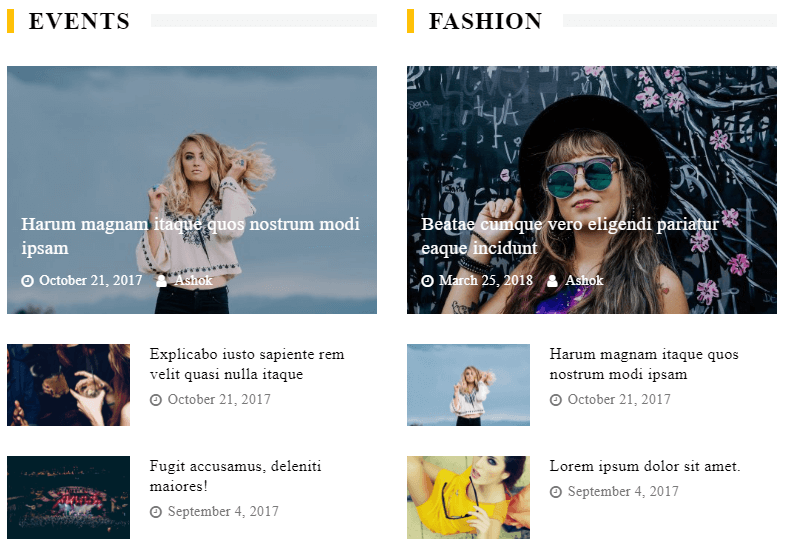 EVENTS
Harum magnam itaque quos nostrum modi
ipsam
October 21, 2017 Ashok
Explicabo iusto sapiente rem
velit quasi nulla itaque
October 21, 2017
Fugit accusamus, deleniti
maiores!
September 4, 2017
FASHION
Beatae cumque vero eligendi pariatur
eaque incidunt
March 25, 2018 Ashok
Harum magnam itaque quos
nostrum modi ipsam
October 21, 2017
Lorem ipsum dolor sit amet.
September 4, 2017